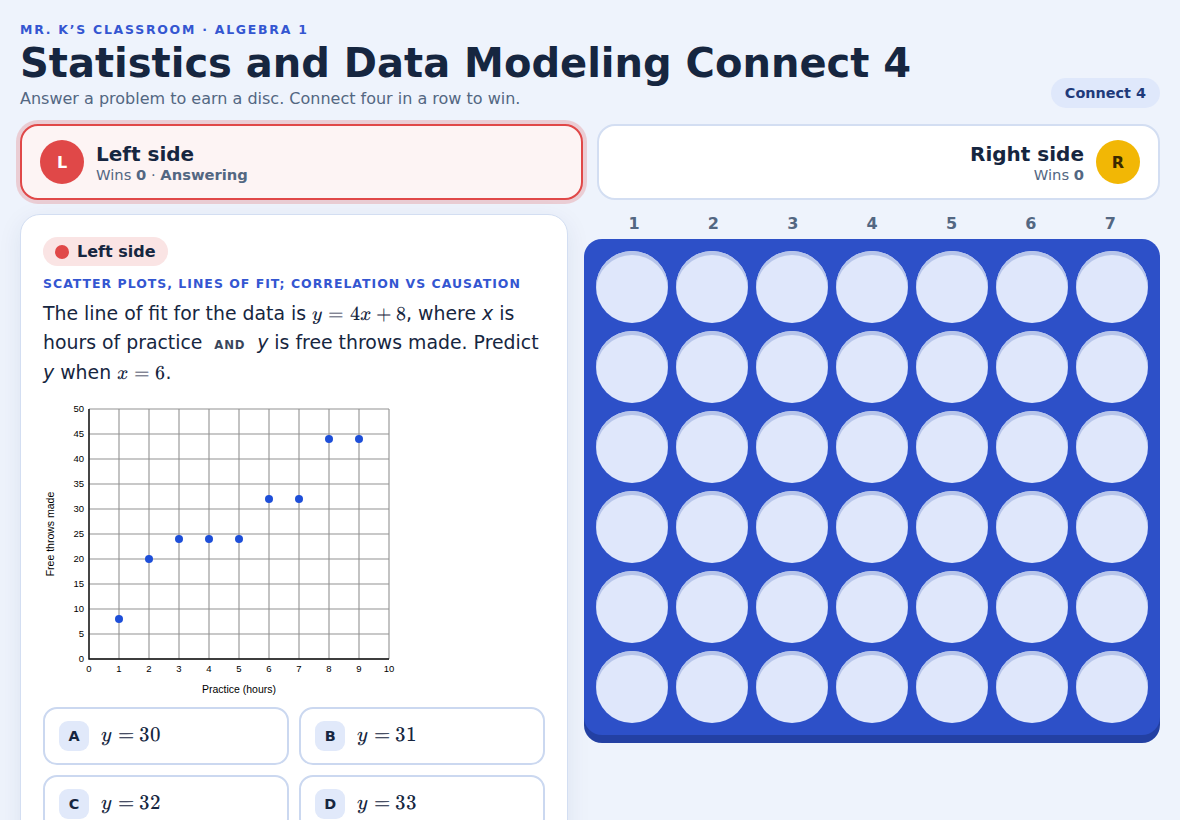 MR. K’S CLASSROOM · ALGEBRA 1
Statistics and Data Modeling Connect 4
Answer a problem to earn a disc. Connect four in a row to win.
Connect 4
L
Left side
Wins 0 · Answering
Right side
Wins 0
R
Left side
SCATTER PLOTS, LINES OF FIT; CORRELATION VS CAUSATION
The line of fit for the data is y = 4x + 8, where x is
hours of practice AND y is free throws made. Predict
y when x = 6.
50
45
40
35
30
25
20
15
10
5
0
Free throws made
0 1 2 3 4 5 6 7 8 9 10
Practice (hours)
A y = 30
B y = 31
C y = 32
D y = 33
1 2 3 4 5 6 7